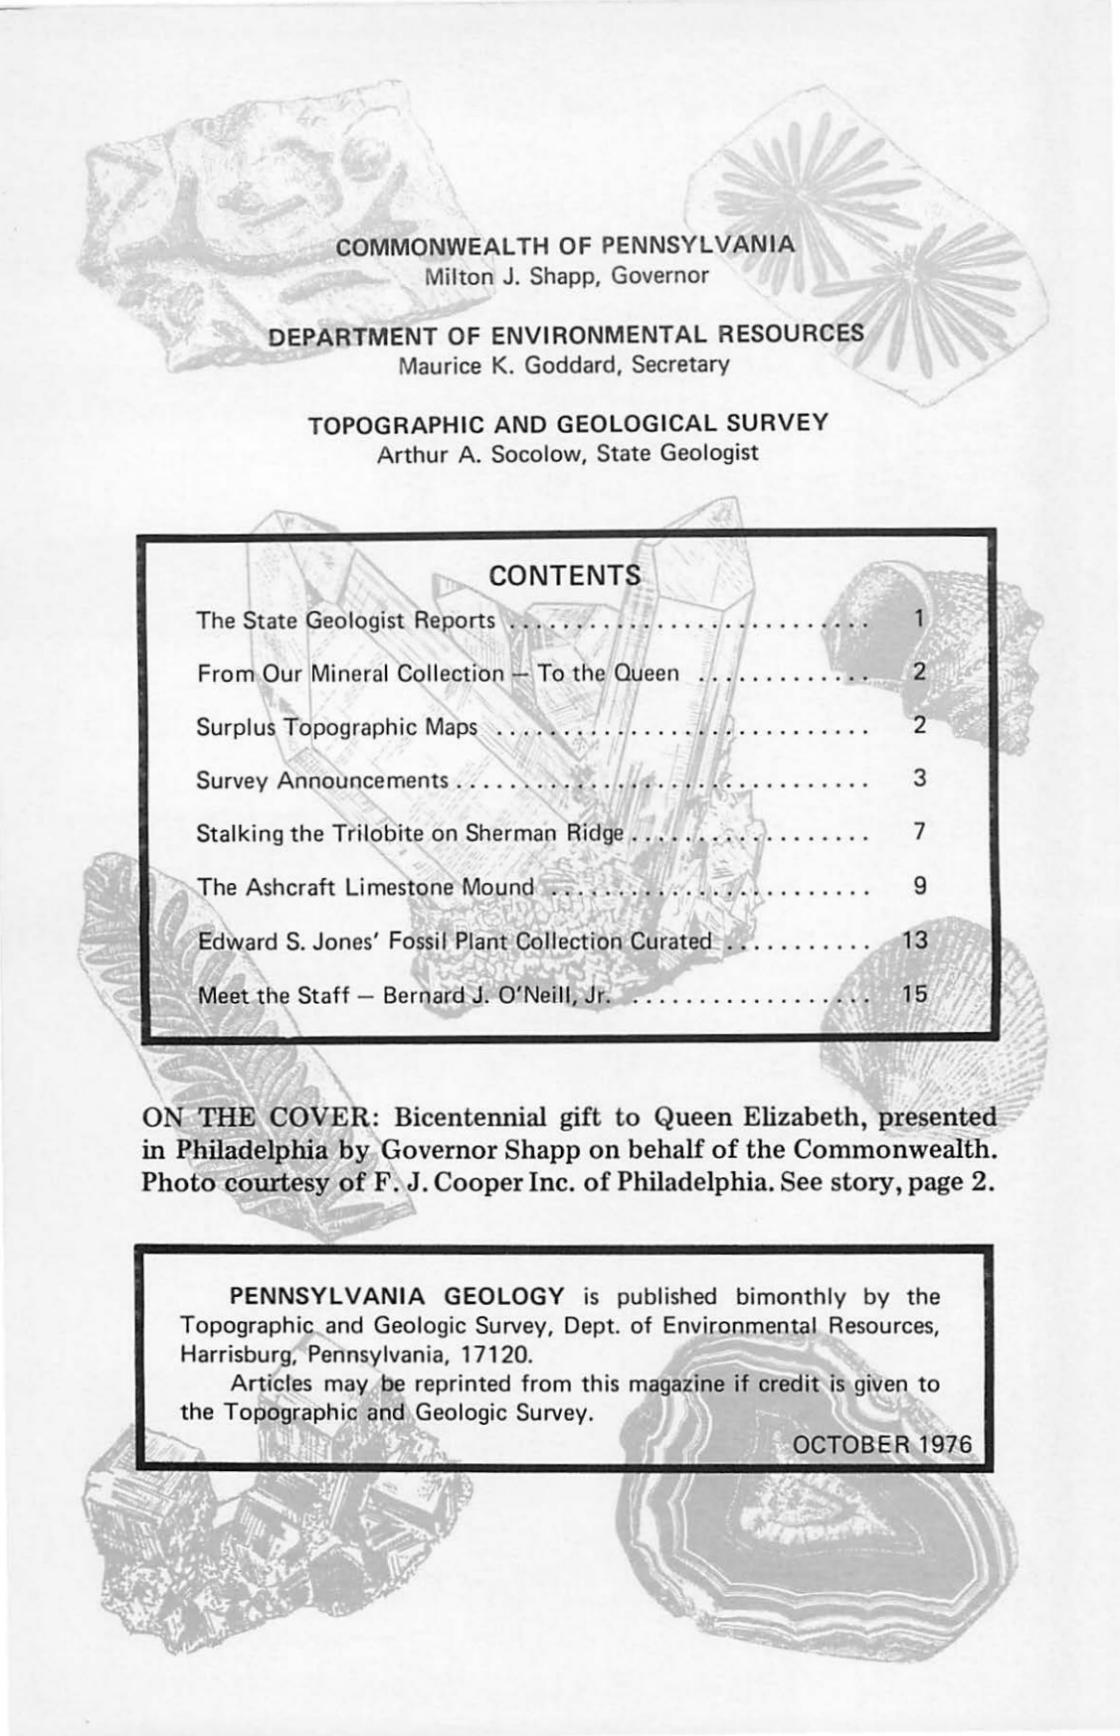 COMMONWEALTH OF PENNSYLVANIA
Milton J. Shapp, Governor
DEPARTMENT OF ENVIRONMENTAL RESOURCES
Maurice K. Goddard, Secretary
TOPOGRAPHIC AND GEOLOGICAL SURVEY
Arthur A. Socolow, State Geologist
CONTENTS
The State Geologist Reports ........................... 1
From Our Mineral Collection — To the Queen ............. 2
Surplus Topographic Maps ............................ 2
Survey Announcements ............................... 3
Stalking the Trilobite on Sherman Ridge .................. 7
The Ashcraft Limestone Mound ........................ 9
Edward S. Jones' Fossil Plant Collection Curated ........... 13
Meet the Staff — Bernard J. O'Neill, Jr. .................. 15
ON THE COVER: Bicentennial gift to Queen Elizabeth, presented
in Philadelphia by Governor Shapp on behalf of the Commonwealth.
Photo courtesy of F. J. Cooper Inc. of Philadelphia. See story, page 2.
PENNSYLVANIA GEOLOGY is published bimonthly by the
Topographic and Geologic Survey, Dept. of Environmental Resources,
Harrisburg, Pennsylvania, 17120.
Articles may be reprinted from this magazine if credit is given to
the Topographic and Geologic Survey.
OCTOBER 1976